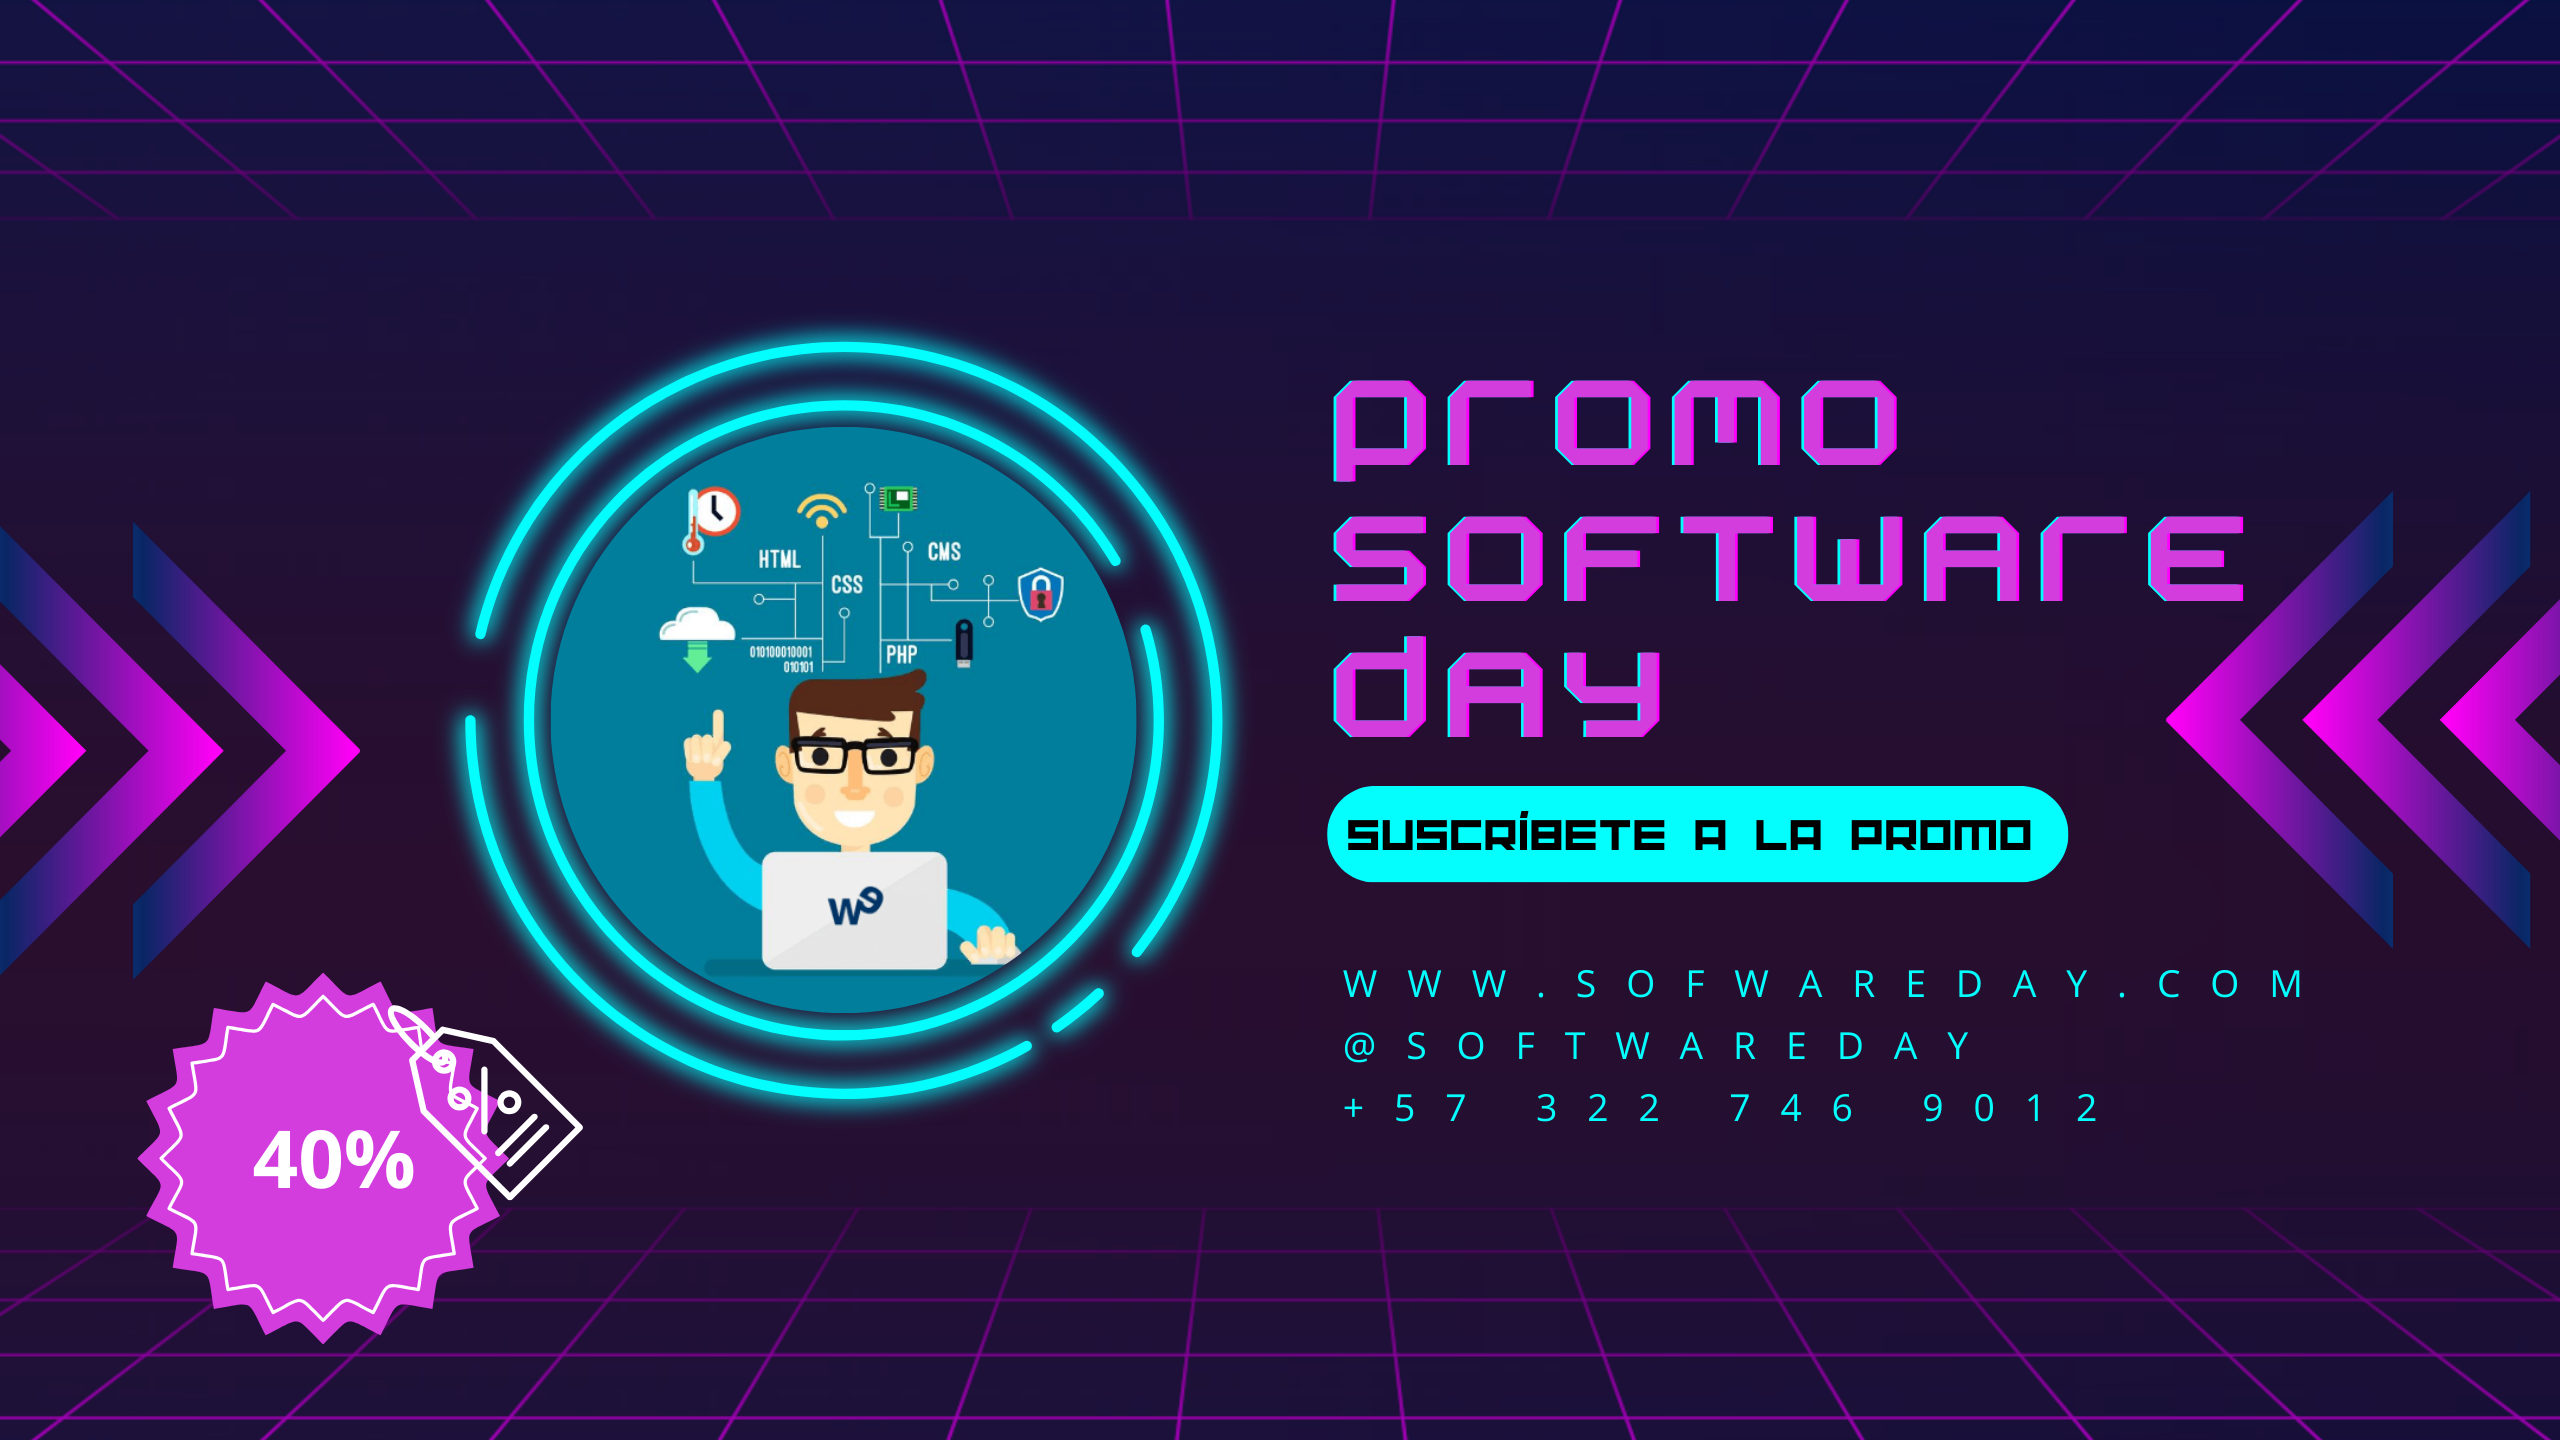 HTML
CMS
CSS
010100010001
010101
PHP
we
40%
promo
software
day
SUSCRÍBETE A LA PROMO
WWW.SOFWAREDAY.COM
@SOFTWAREDAY
+57 322 746 9012